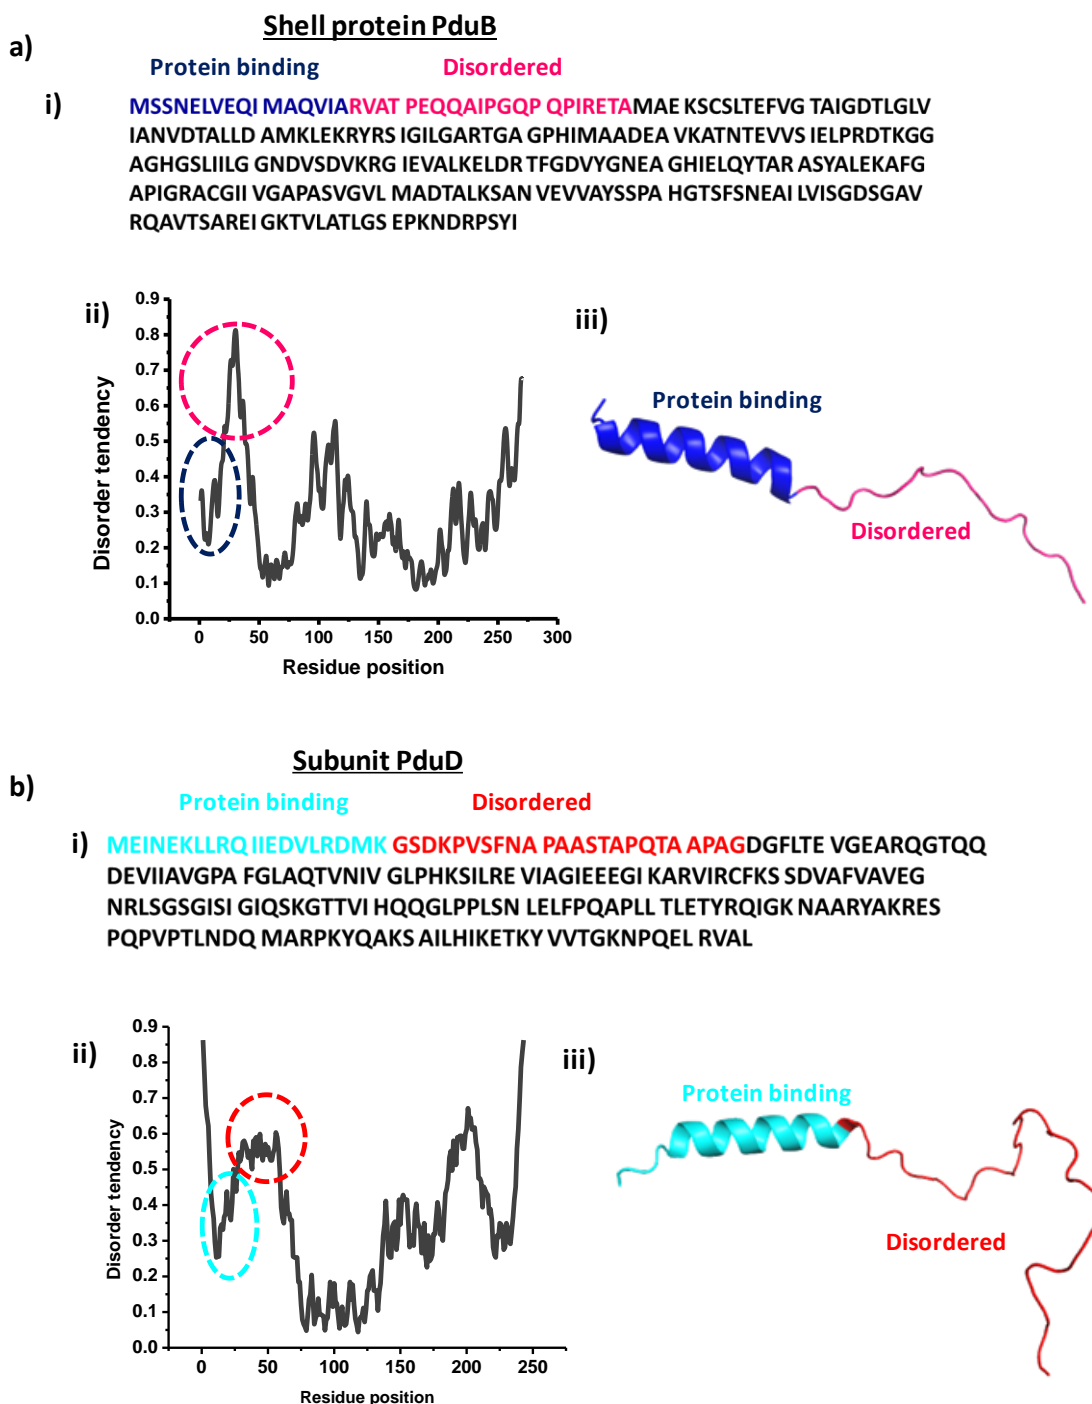 Shell protein PduB
a)
Protein binding Disordered
i) MSSNELVEQI MAQVIARVAT PEQQAIPGQP QPIRETAMAE KSCSLTEFVG TAIGDTLGLV
IANVDTALLD AMKLEKRYRS IGILGARTGA GPHIMAADEA VKATNTEVVS IELPRDTKGG
AGHGSLIILG GNDVSDVKRG IEVALKELDR TFGDVYGNEA GHIELQYTAR ASYALEKAFG
APIGRACGII VGAPASVGVL MADTALKSAN VEVVAYSSPA HGTSFSNEAI LVISGDSGAV
RQAVTSAREI GKTVLATLGS EPKNDRPSYI
ii)
0.9
0.8
0.7
0.6
0.5
0.4
0.3
0.2
0.1
0.0
Disorder tendency
0 50 100 150 200 250 300
Residue position
iii)
Protein binding
Disordered
Subunit PduD
b)
Protein binding Disordered
i) MEINEKLLRQ IIEDVLRDMK GSDKPVSFNA PAASTAPQTA APAGDGFLTE VGEARQGTQQ
DEVIIAVGPA FGLAQTVNIV GLPHKSILRE VIAGIEEEGI KARVIRCFKS SDVAFVAVEG
NRLSGSGISI GIQSKGTTVI HQQGLPPLSN LELFPQAPLL TLETYRQIGK NAARYAKRES
PQPVPTLNDQ MARPKYQAKS AILHIKETKY VVTGKNPQEL RVAL
ii)
0.9
0.8
0.7
0.6
0.5
0.4
0.3
0.2
0.1
0.0
Disorder tendency
0 50 100 150 200 250
Residue position
iii)
Protein binding
Disordered